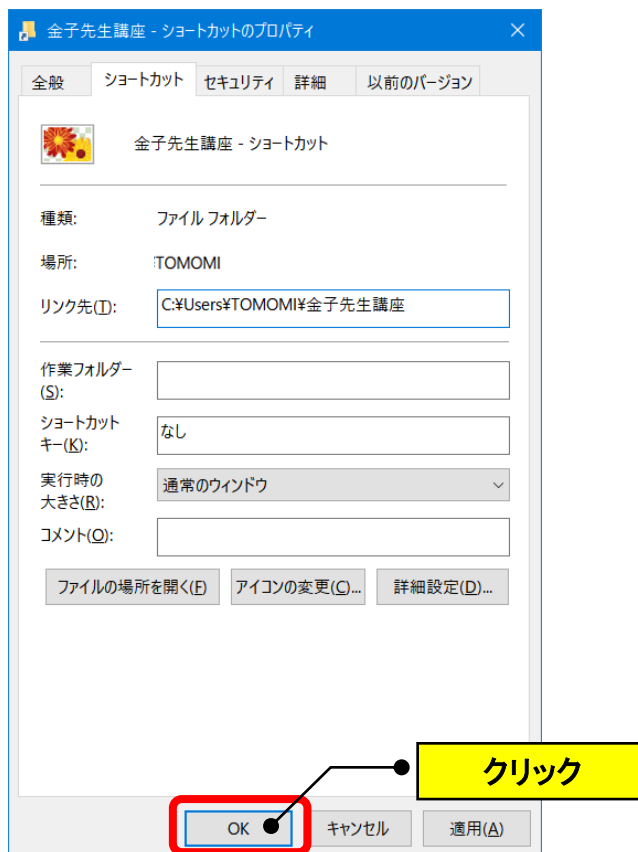 金子先生講座 - ショートカットのプロパティ
全般 ショートカット セキュリティ 詳細 以前のバージョン
金子先生講座 - ショートカット
種類: ファイル フォルダー
場所: TOMOMI
リンク先(T): C:¥Users¥TOMOMI¥金子先生講座
作業フォルダー
(S):
ショートカット
キー(K): なし
実行時の
大きさ(R): 通常のウィンドウ
コメント(O):
ファイルの場所を開く(F) アイコンの変更(C)... 詳細設定(D)...
クリック
OK キャンセル 適用(A)